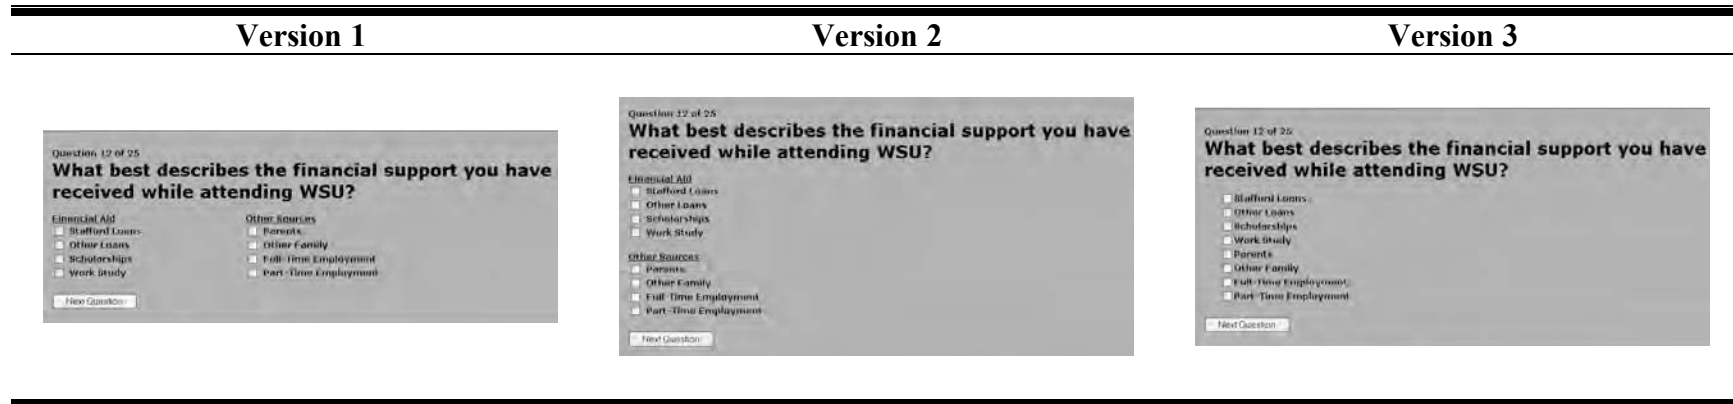 Version 1
Version 2
Version 3
Question 12 of 25
What best describes the financial support you have
received while attending WSU?
Financial Aid
Stafford Loans
Other Loans
Scholarships
Work Study
Other Sources
Parents
Other Family
Full-Time Employment
Part-Time Employment
Next Question
Question 12 of 25
What best describes the financial support you have
received while attending WSU?
Financial Aid
Stafford Loans
Other Loans
Scholarships
Work Study
Other Sources
Parents
Other Family
Full-Time Employment
Part-Time Employment
Next Question
Question 12 of 25
What best describes the financial support you have
received while attending WSU?
Stafford Loans
Other Loans
Scholarships
Work Study
Parents
Other Family
Full-Time Employment
Part-Time Employment
Next Question